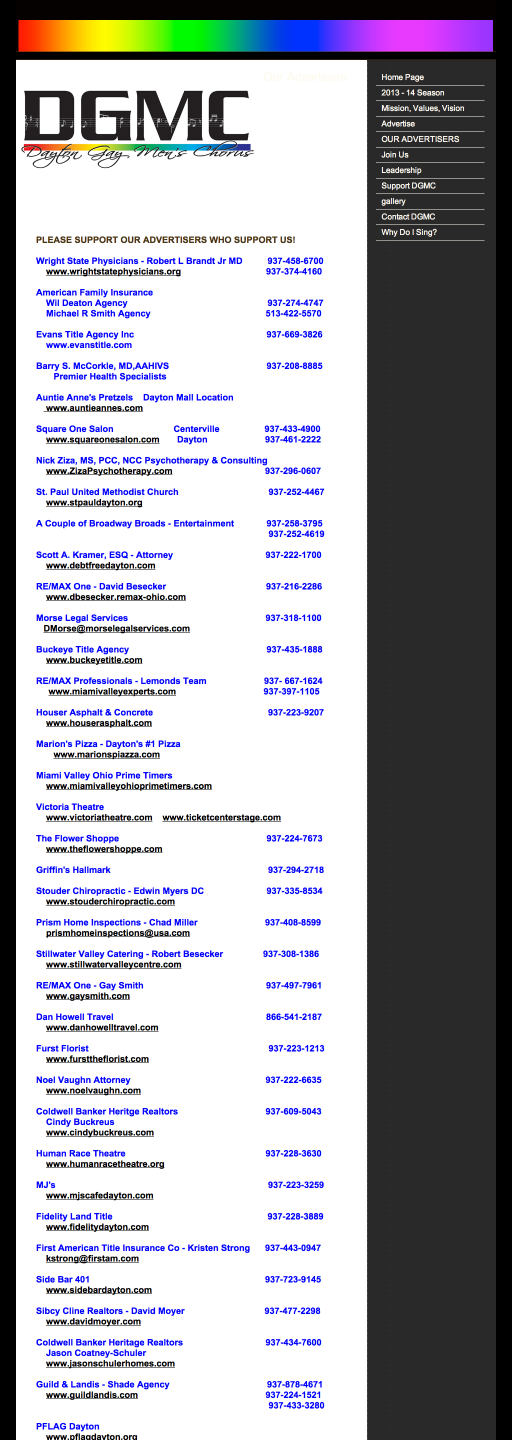 Our Advertisers
DGMC
Dayton Gay Men's Chorus
Home Page
2013 - 14 Season
Mission, Values, Vision
Advertise
OUR ADVERTISERS
Join Us
Leadership
Support DGMC
gallery
Contact DGMC
Why Do I Sing?
PLEASE SUPPORT OUR ADVERTISERS WHO SUPPORT US!
Wright State Physicians - Robert L Brandt Jr MD 937-458-6700
www.wrightstatephysicians.org 937-374-4160
American Family Insurance
Wil Deaton Agency 937-274-4747
Michael R Smith Agency 513-422-5570
Evans Title Agency Inc 937-669-3826
www.evanstitle.com
Barry S. McCorkle, MD,AAHIVS 937-208-8885
Premier Health Specialists
Auntie Anne's Pretzels Dayton Mall Location
www.auntieannes.com
Square One Salon Centerville 937-433-4900
www.squareonesalon.com Dayton 937-461-2222
Nick Ziza, MS, PCC, NCC Psychotherapy & Consulting
www.ZizaPsychotherapy.com 937-296-0607
St. Paul United Methodist Church 937-252-4467
www.stpauldayton.org
A Couple of Broadway Broads - Entertainment 937-258-3795
937-252-4619
Scott A. Kramer, ESQ - Attorney 937-222-1700
www.debtfreedayton.com
RE/MAX One - David Besecker 937-216-2286
www.dbesecker.remax-ohio.com
Morse Legal Services 937-318-1100
DMorse@morselegalservices.com
Buckeye Title Agency 937-435-1888
www.buckeyetitle.com
RE/MAX Professionals - Lemonds Team 937- 667-1624
www.miamivalleyexperts.com 937-397-1105
Houser Asphalt & Concrete 937-223-9207
www.houserasphalt.com
Marion's Pizza - Dayton's #1 Pizza
www.marionspiazza.com
Miami Valley Ohio Prime Timers
www.miamivalleyohioprimetimers.com
Victoria Theatre
www.victoriatheatre.com www.ticketcenterstage.com
The Flower Shoppe 937-224-7673
www.theflowershoppe.com
Griffin's Hallmark 937-294-2718
Stouder Chiropractic - Edwin Myers DC 937-335-8534
www.stouderchiropractic.com
Prism Home Inspections - Chad Miller 937-408-8599
prismhomeinspections@usa.com
Stillwater Valley Catering - Robert Besecker 937-308-1386
www.stillwatervalleycentre.com
RE/MAX One - Gay Smith 937-497-7961
www.gaysmith.com
Dan Howell Travel 866-541-2187
www.danhowelltravel.com
Furst Florist 937-223-1213
www.fursttheflorist.com
Noel Vaughn Attorney 937-222-6635
www.noelvaughn.com
Coldwell Banker Heritge Realtors 937-609-5043
Cindy Buckreus
www.cindybuckreus.com
Human Race Theatre 937-228-3630
www.humanracetheatre.org
MJ's 937-223-3259
www.mjscafedayton.com
Fidelity Land Title 937-228-3889
www.fidelitydayton.com
First American Title Insurance Co - Kristen Strong 937-443-0947
kstrong@firstam.com
Side Bar 401 937-723-9145
www.sidebardayton.com
Sibcy Cline Realtors - David Moyer 937-477-2298
www.davidmoyer.com
Coldwell Banker Heritage Realtors 937-434-7600
Jason Coatney-Schuler
www.jasonschulerhomes.com
Guild & Landis - Shade Agency 937-878-4671
www.guildlandis.com 937-224-1521
937-433-3280
PFLAG Dayton
www.pflagdayton.org